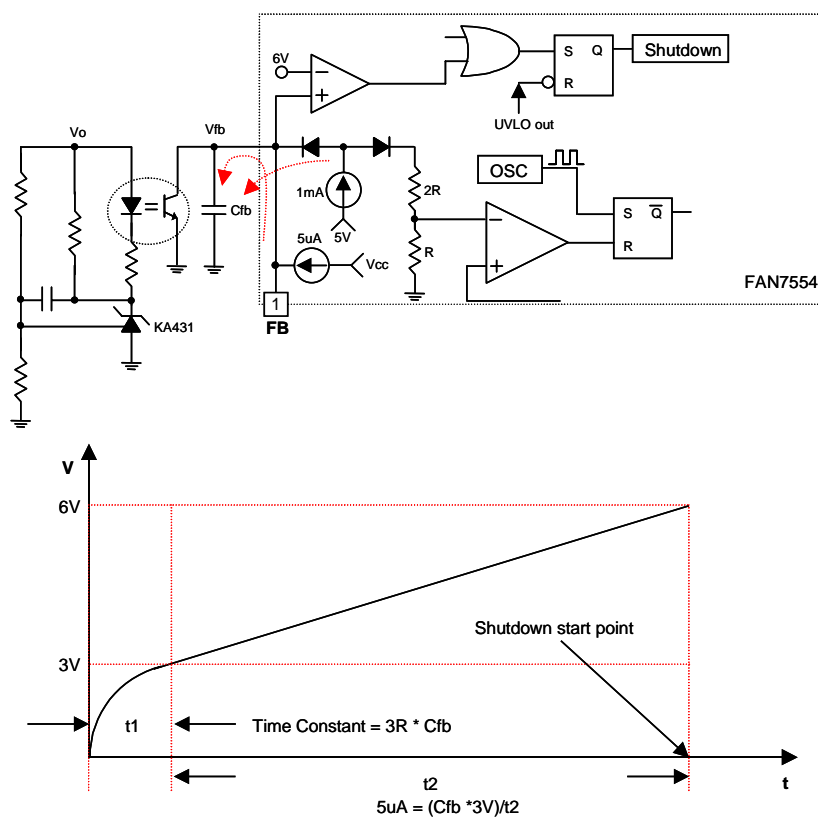 6V
−
+
S Q
R
Shutdown
UVLO out
Vo
Vfb
Cfb
1mA
5V
2R
R
OSC
−
+
S Q
R
5uA
Vcc
1
FB
KA431
FAN7554
V
6V
3V
Shutdown start point
t1
Time Constant = 3R * Cfb
t2
t
5uA = (Cfb *3V)/t2